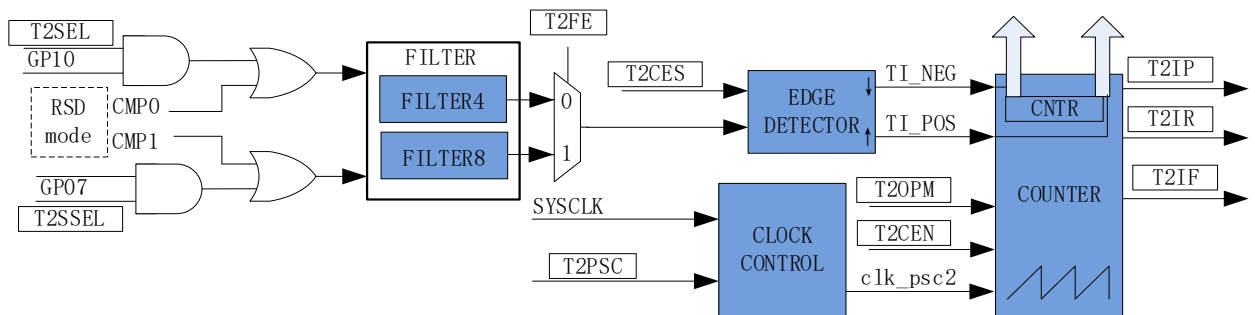 T2SEL
GP10
RSD
mode
CMP0
CMP1
GP07
T2SSEL
FILTER
FILTER4
FILTER8
T2FE
0
1
T2CES
EDGE
DETECTOR
TI_NEG
TI_POS
SYSCLK
T2PSC
CLOCK
CONTROL
T2OPM
T2CEN
clk_psc2
CNTR
COUNTER
T2IP
T2IR
T2IF